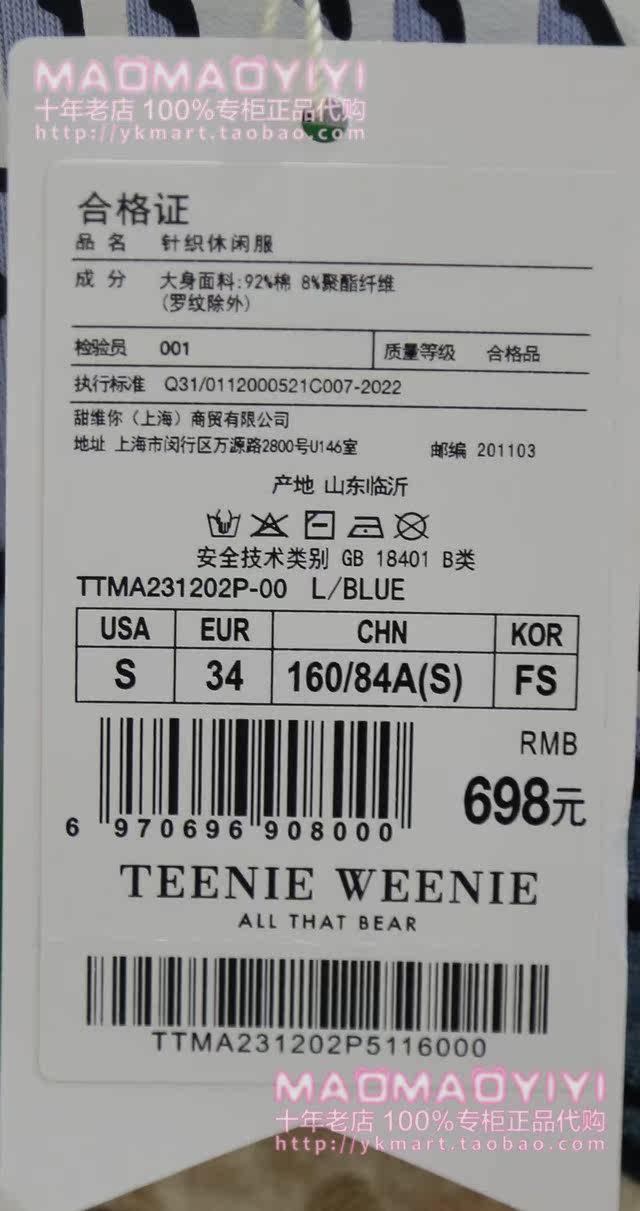 MAOMAOYIYI
十年老店 100%专柜正品代购
http://ykmart.taobao.com
合格证
品 名 针织休闲服
成 分 大身面料:92%棉 8%聚酯纤维
(罗纹除外)
检验员 001 质量等级 合格品
执行标准 Q31/0112000521C007-2022
甜维你（上海）商贸有限公司
地址 上海市闵行区万源路2800号U146室 邮编 201103
产地 山东临沂
安全技术类别 GB 18401 B类
TTMA231202P-00 L/BLUE
USA EUR CHN KOR
S 34 160/84A(S) FS
RMB
698元
6 970696 908000
TEENIE WEENIE
ALL THAT BEAR
TTMA231202P5116000
MAOMAOYIYI
十年老店 100%专柜正品代购
http://ykmart.taobao.com